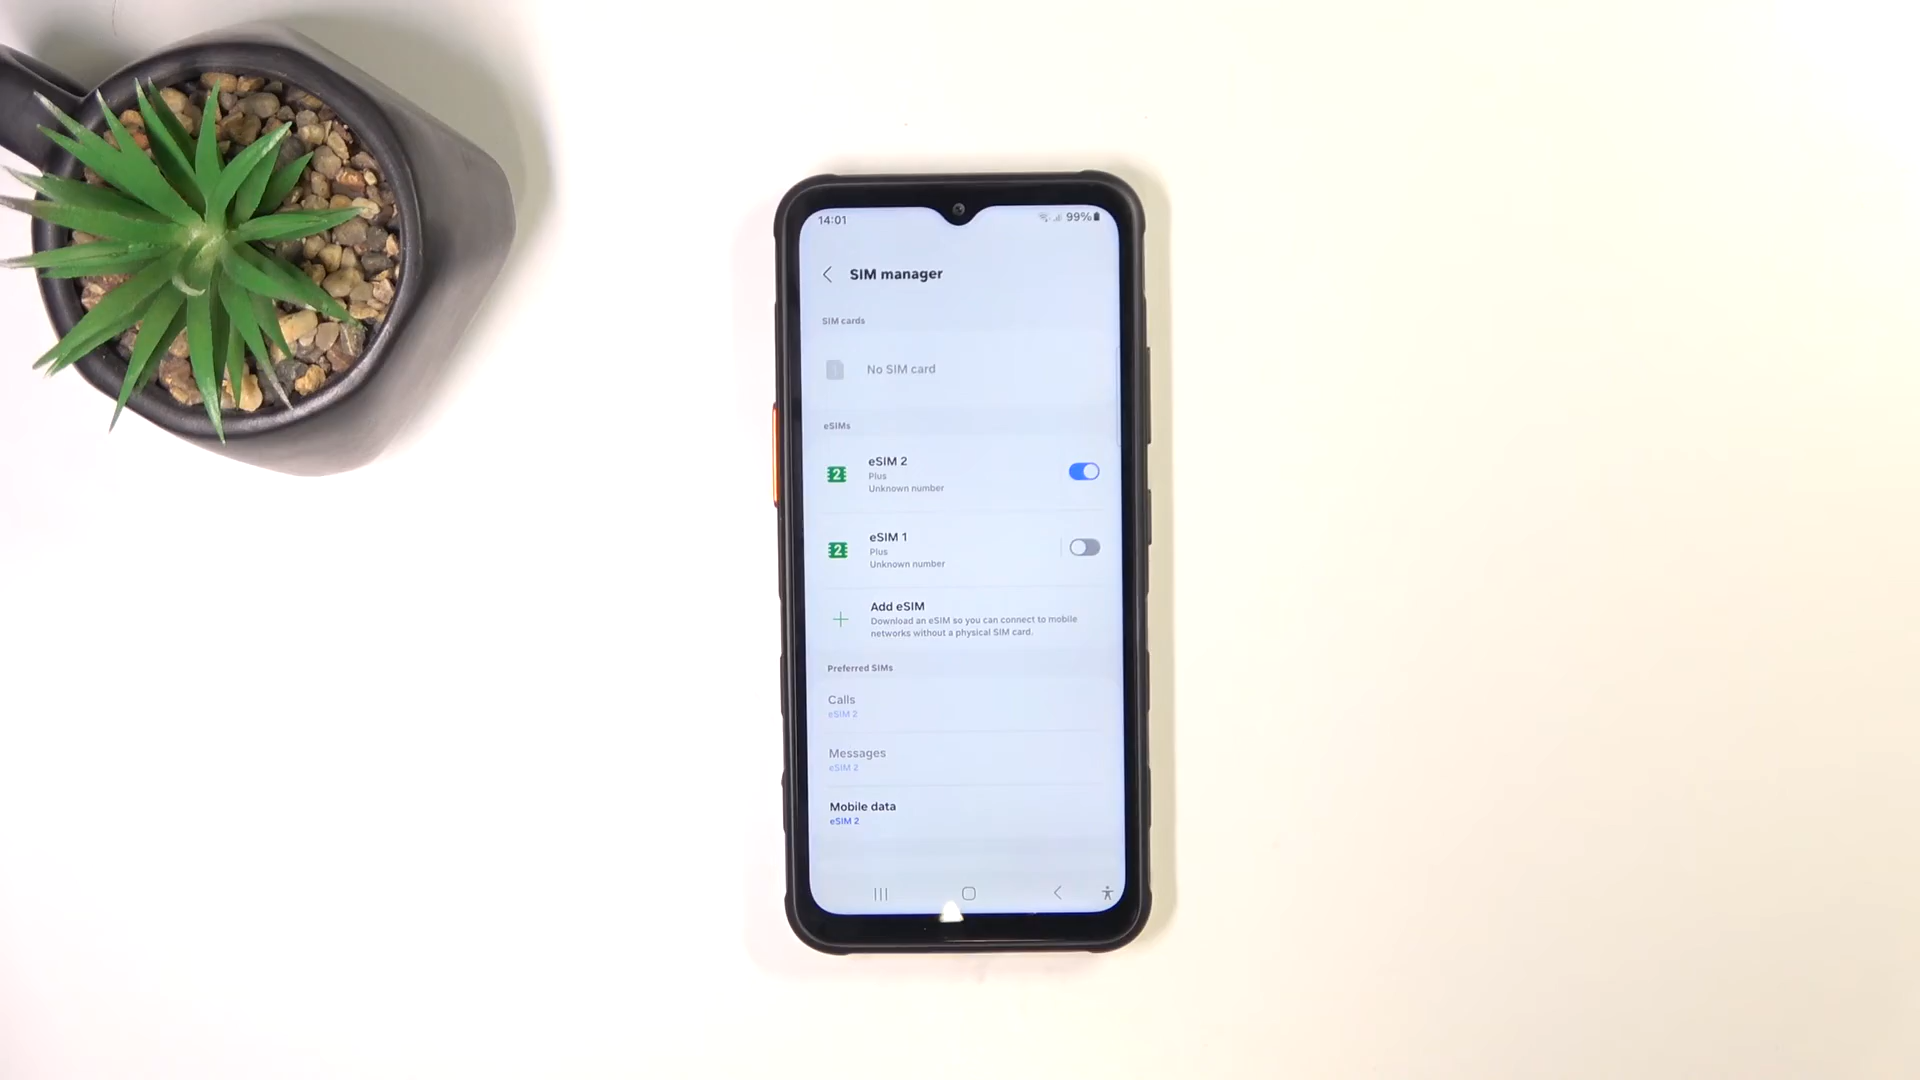 14:01
99%
SIM manager
SIM cards
No SIM card
eSIMs
2
eSIM 2
Plus
Unknown number
2
eSIM 1
Plus
Unknown number
Add eSIM
Download an eSIM so you can connect to mobile
networks without a physical SIM card.
Preferred SIMs
Calls
eSIM 2
Messages
eSIM 2
Mobile data
eSIM 2